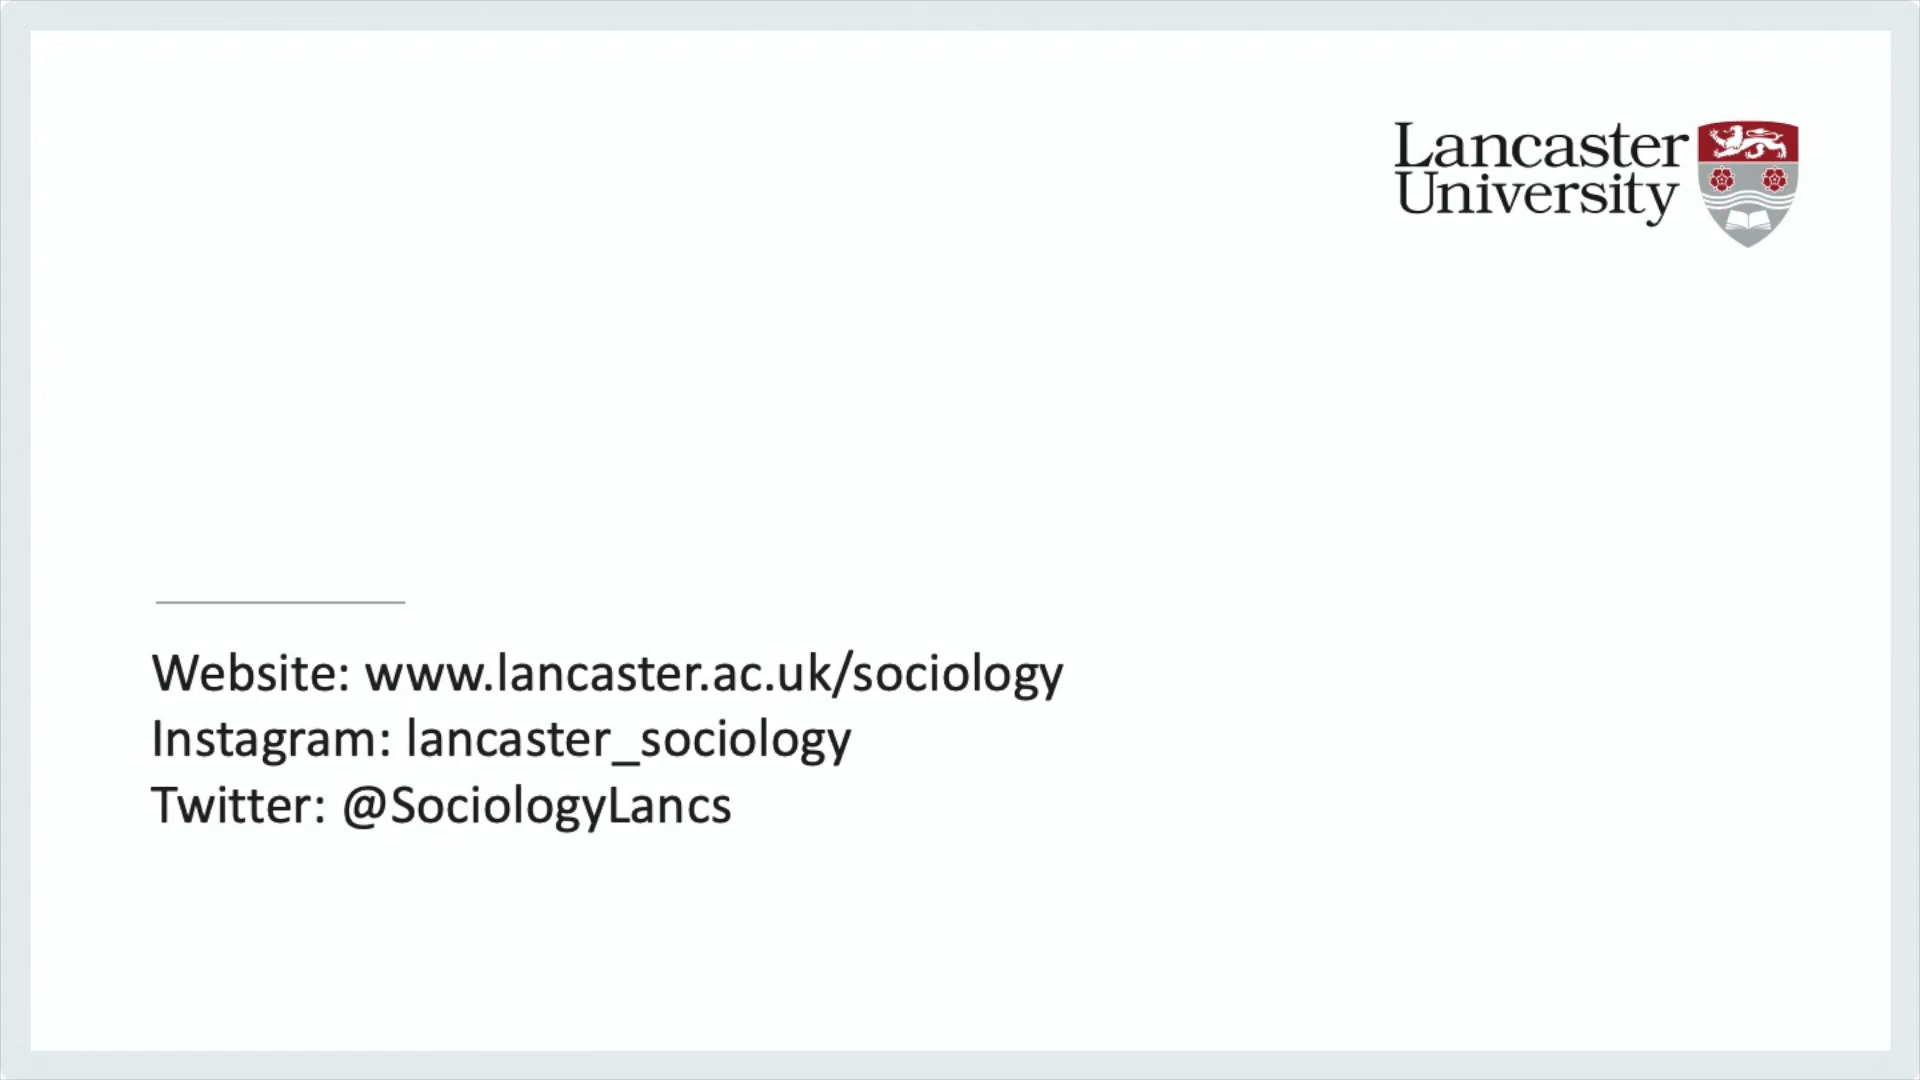 Lancaster
University
Website: www.lancaster.ac.uk/sociology
Instagram: lancaster_sociology
Twitter: @SociologyLancs